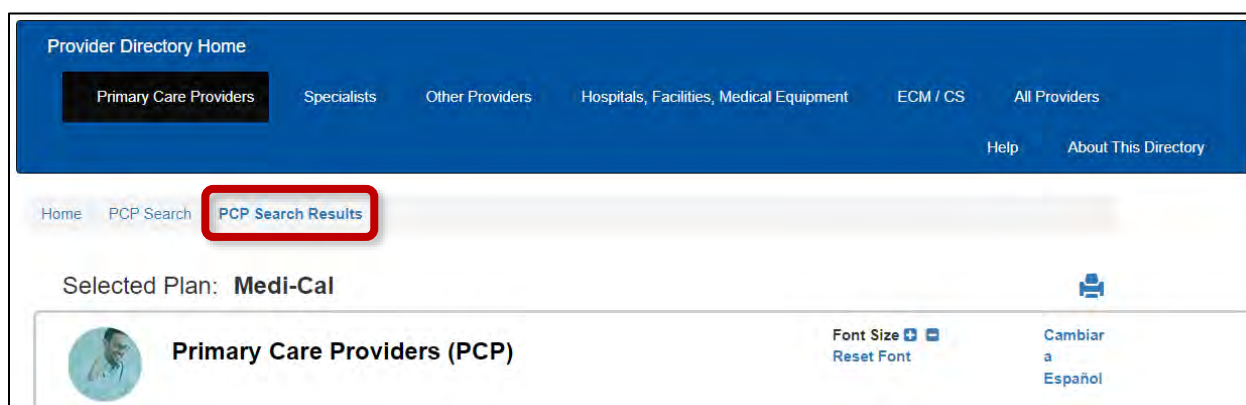 Provider Directory Home
Primary Care Providers Specialists Other Providers Hospitals, Facilities, Medical Equipment ECM / CS All Providers
Help About This Directory
Home PCP Search PCP Search Results
Selected Plan: Medi-Cal
Primary Care Providers (PCP)
Font Size
Reset Font
Cambiar
a
Español